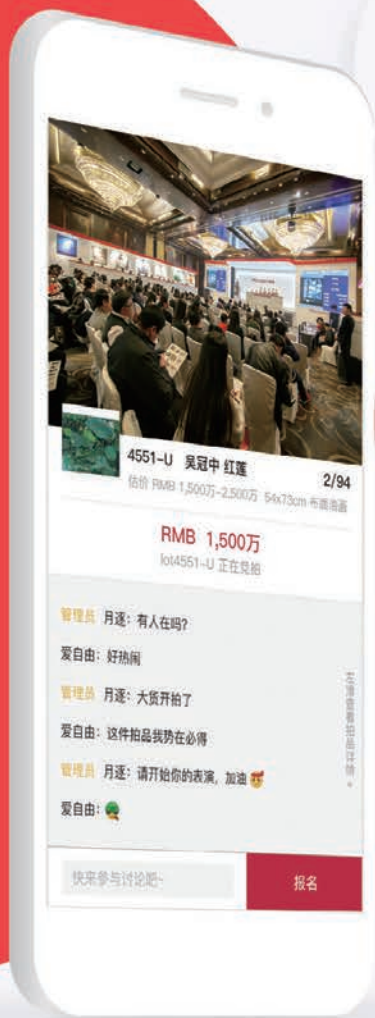 4551-U 吴冠中 红莲
2/94
估价 RMB 1,500万-2,500万 54x73cm 布面油画
RMB 1,500万
lot4551-U 正在竞拍
管理员 月逐：有人在吗？
爱自由：好热闹
管理员 月逐：大货开拍了
爱自由：这件拍品我势在必得
管理员 月逐：请开始你的表演，加油
爱自由：
左滑查看拍品详情
快来参与讨论吧~
报名